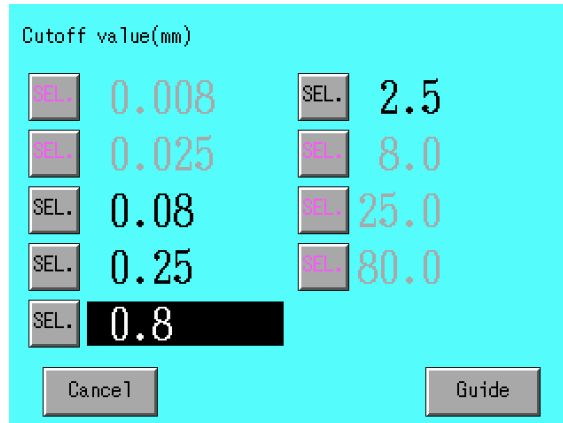 Cutoff value(mm)
SEL. 0.008
SEL. 0.025
SEL. 0.08
SEL. 0.25
SEL. 0.8
SEL. 2.5
SEL. 8.0
SEL. 25.0
SEL. 80.0
Cancel
Guide